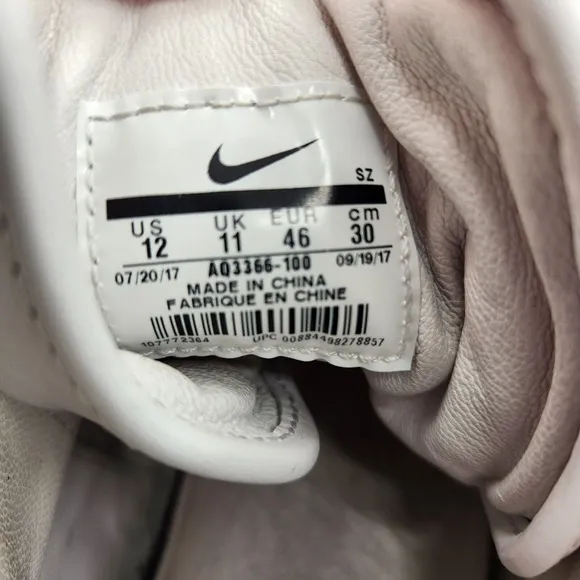 SZ
US UK EUR cm
12 11 46 30
07/20/17 AQ3366-100 09/19/17
MADE IN CHINA
FABRIQUE EN CHINE
107772364 UPC 00884498278857